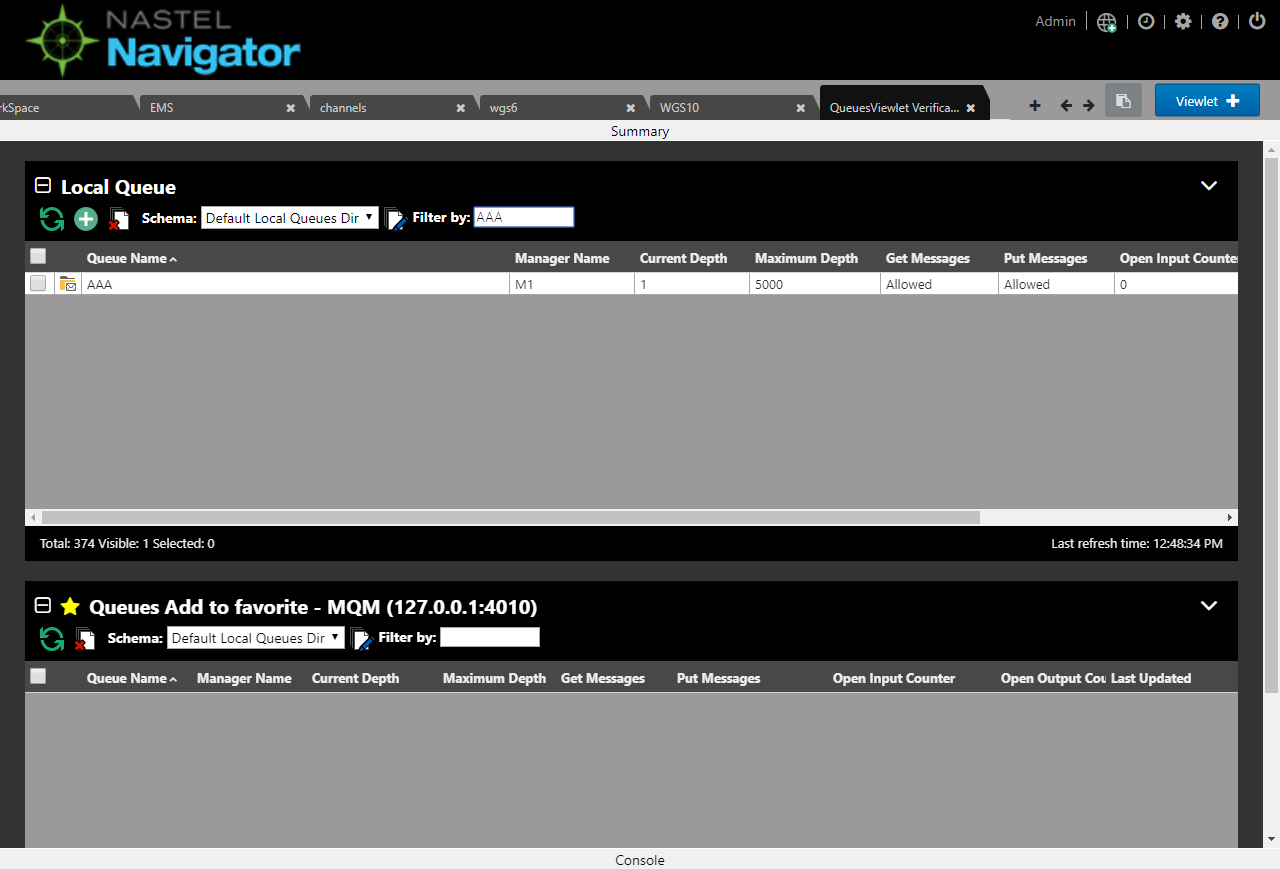 NASTEL
Navigator
Admin
rkSpace
EMS
channels
wgs6
WGS10
QueuesViewlet Verifica...
Viewlet
Summary
Local Queue
Schema: Default Local Queues Dir Filter by: AAA
Queue Name Manager Name Current Depth Maximum Depth Get Messages Put Messages Open Input Counte
AAA M1 1 5000 Allowed Allowed 0
Total: 374 Visible: 1 Selected: 0 Last refresh time: 12:48:34 PM
Queues Add to favorite - MQM (127.0.0.1:4010)
Schema: Default Local Queues Dir Filter by:
Queue Name Manager Name Current Depth Maximum Depth Get Messages Put Messages Open Input Counter Open Output Cou Last Updated
Console